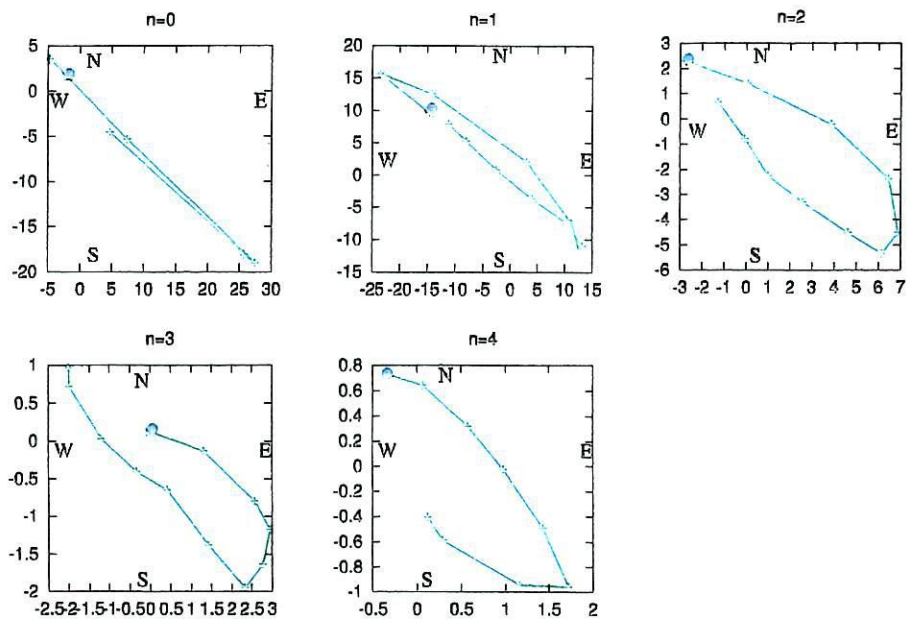 n=0
5
0
-5
-10
-15
-20
N
W
E
S
-5 0 5 10 15 20 25 30
n=1
20
15
10
5
0
-5
-10
-15
N
W
E
S
-25-20-15-10 -5 0 5 10 15
n=2
3
2
1
0
-1
-2
-3
-4
-5
-6
N
W
E
S
-3 -2 -1 0 1 2 3 4 5 6 7
n=3
1
0.5
0
-0.5
-1
-1.5
-2
N
W
E
S
-2.5-2-1.5-1-0.50 0.5 1 1.5 2 2.5 3
n=4
0.8
0.6
0.4
0.2
0
-0.2
-0.4
-0.6
-0.8
-1
N
W
E
S
-0.5 0 0.5 1 1.5 2